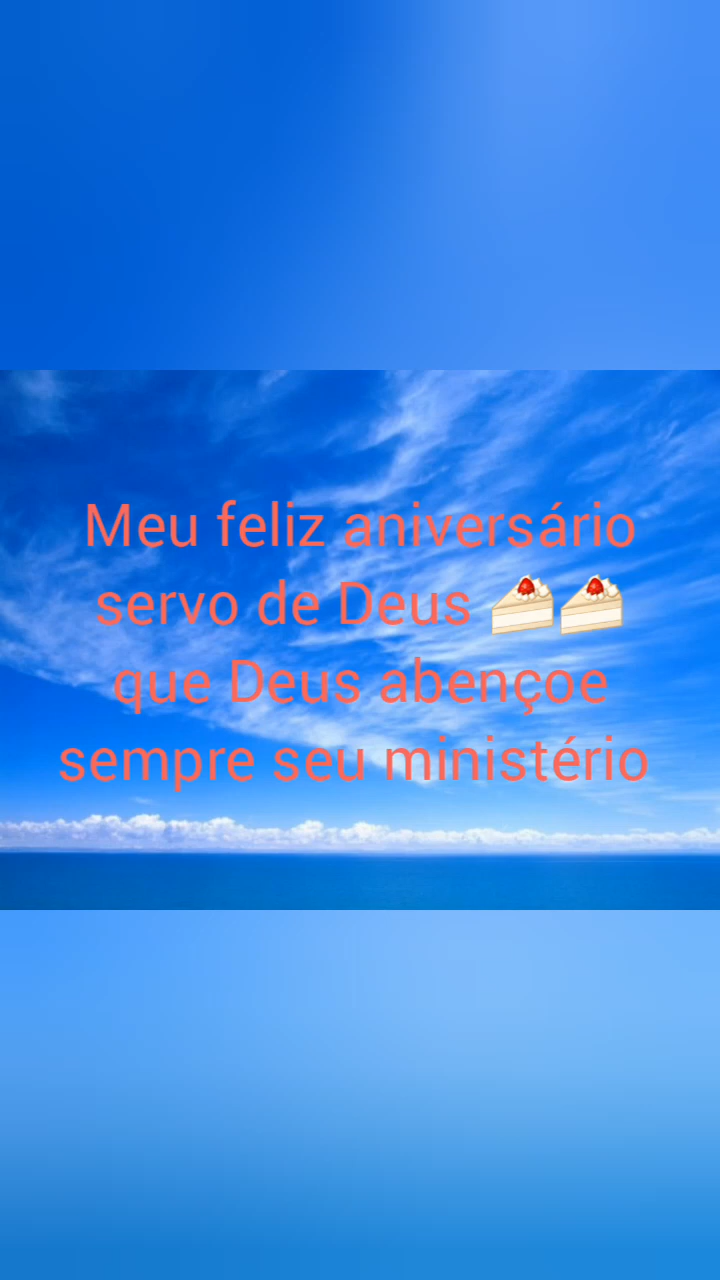 Meu feliz aniversário
servo de Deus 🍰🍰
que Deus abençoe
sempre seu ministério